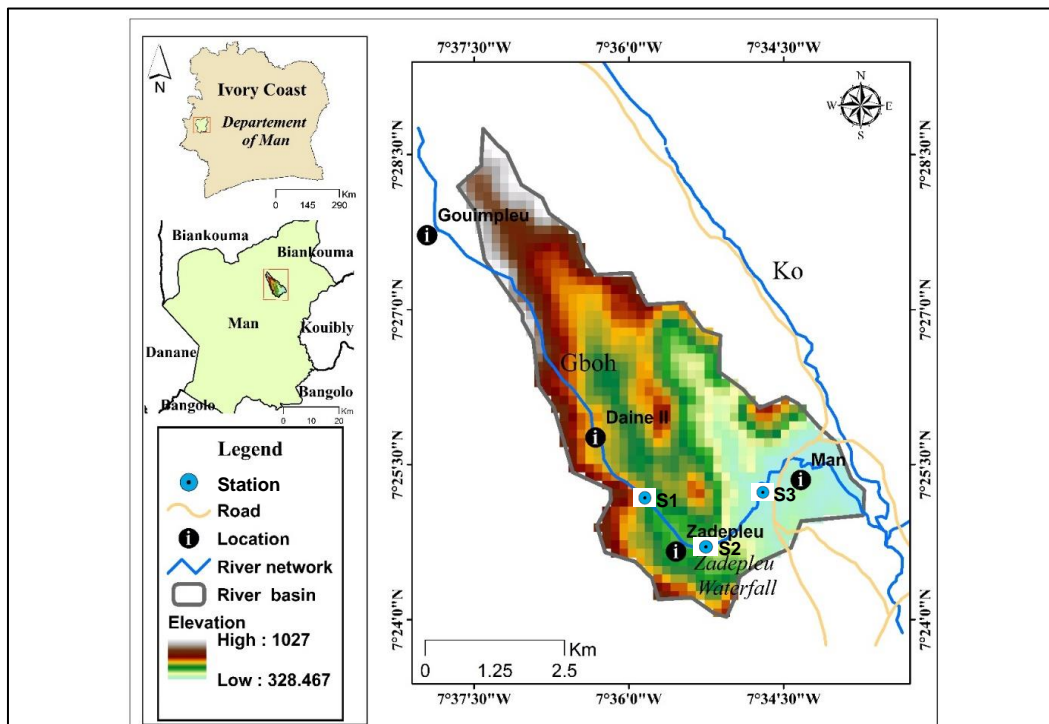 N
Ivory Coast
Departement
of Man
Km
0 145 290
Biankouma
Biankouma
Man
Kouibly
Danane
Bangolo
Bangolo
Km
0 10 20
Legend
Station
Road
Location
River network
River basin
Elevation
High : 1027
Low : 328.467
7°37'30"W 7°36'0"W 7°34'30"W
N
W E
S
7°28'30"N 7°28'30"N
Gouimpleu
Ko
7°27'0"N 7°27'0"N
Gboh
Daine II
Man
7°25'30"N 7°25'30"N
S1
S3
Zadepleu
S2
Zadepleu
Waterfall
7°24'0"N 7°24'0"N
Km
0 1.25 2.5
7°37'30"W 7°36'0"W 7°34'30"W